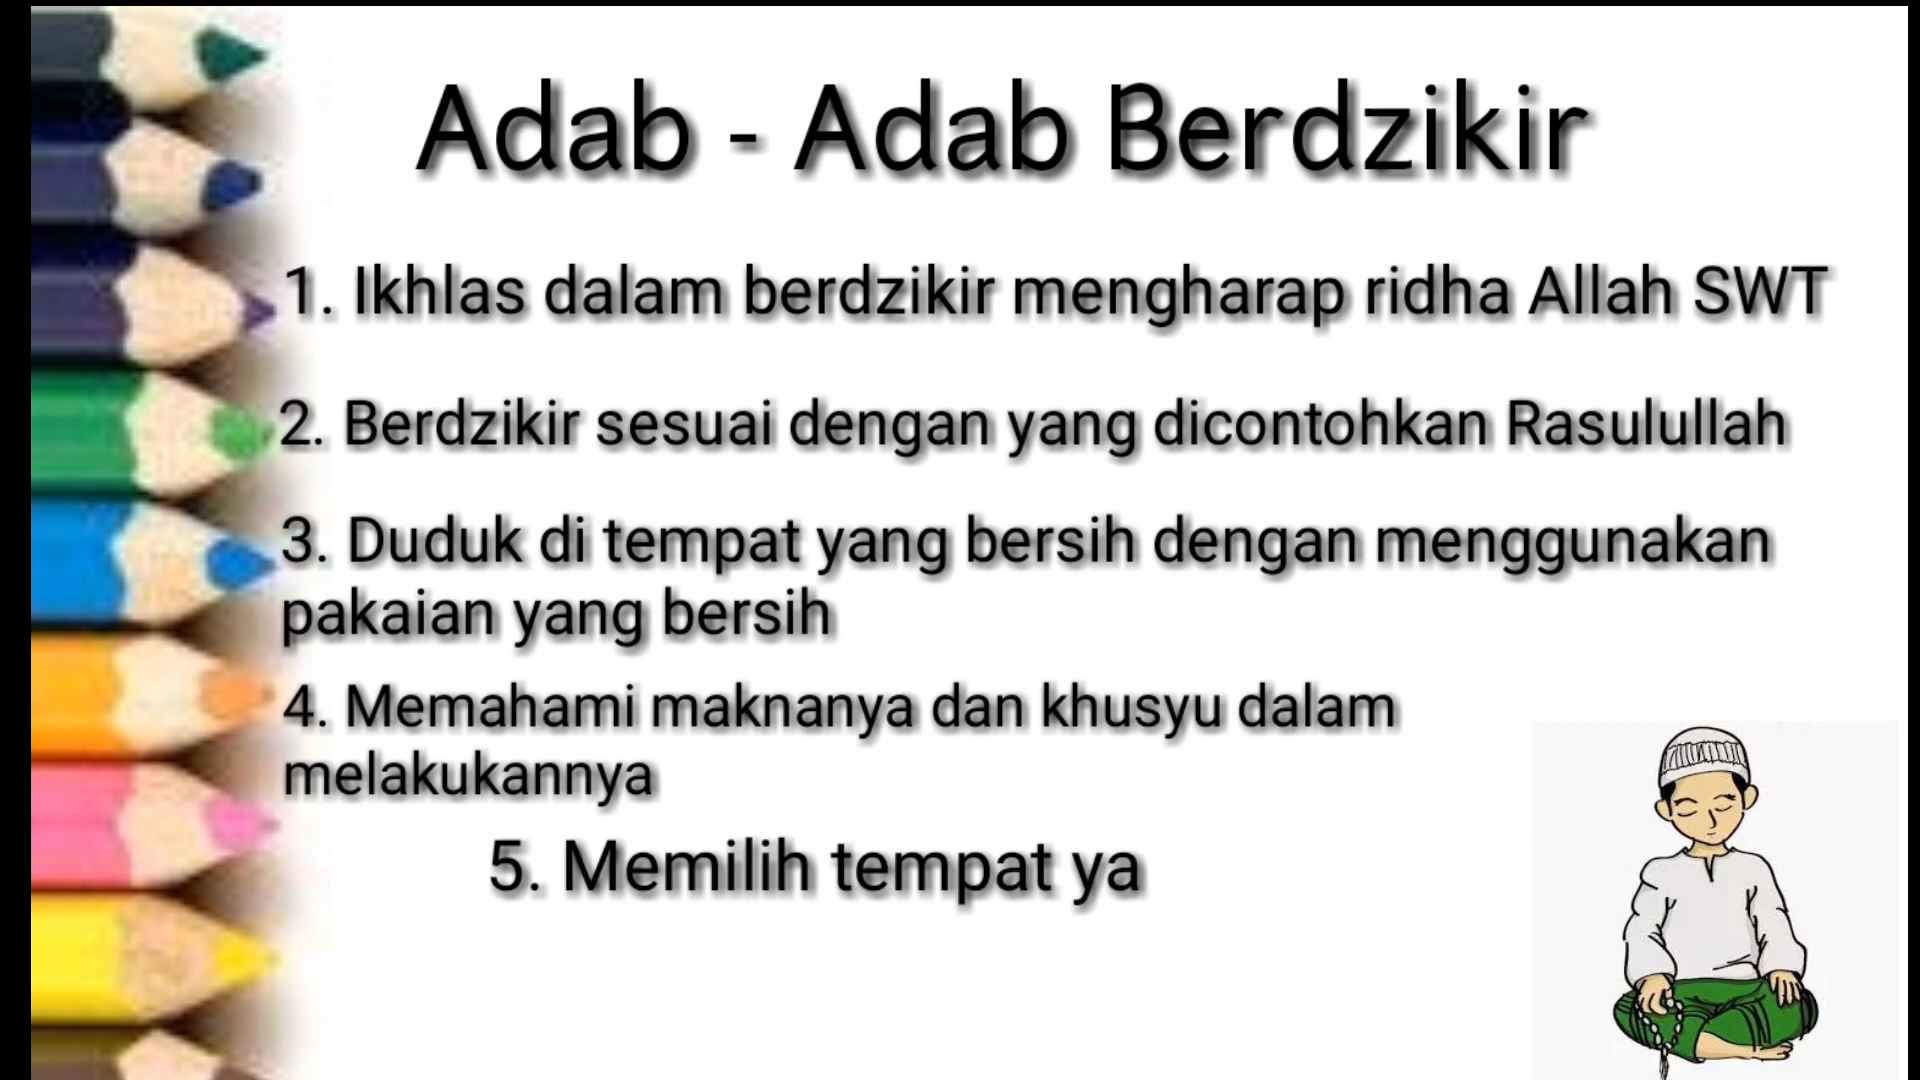 Adab - Adab Berdzikir
1. Ikhlas dalam berdzikir mengharap ridha Allah SWT
2. Berdzikir sesuai dengan yang dicontohkan Rasulullah
3. Duduk di tempat yang bersih dengan menggunakan
pakaian yang bersih
4. Memahami maknanya dan khusyu dalam
melakukannya
5. Memilih tempat ya